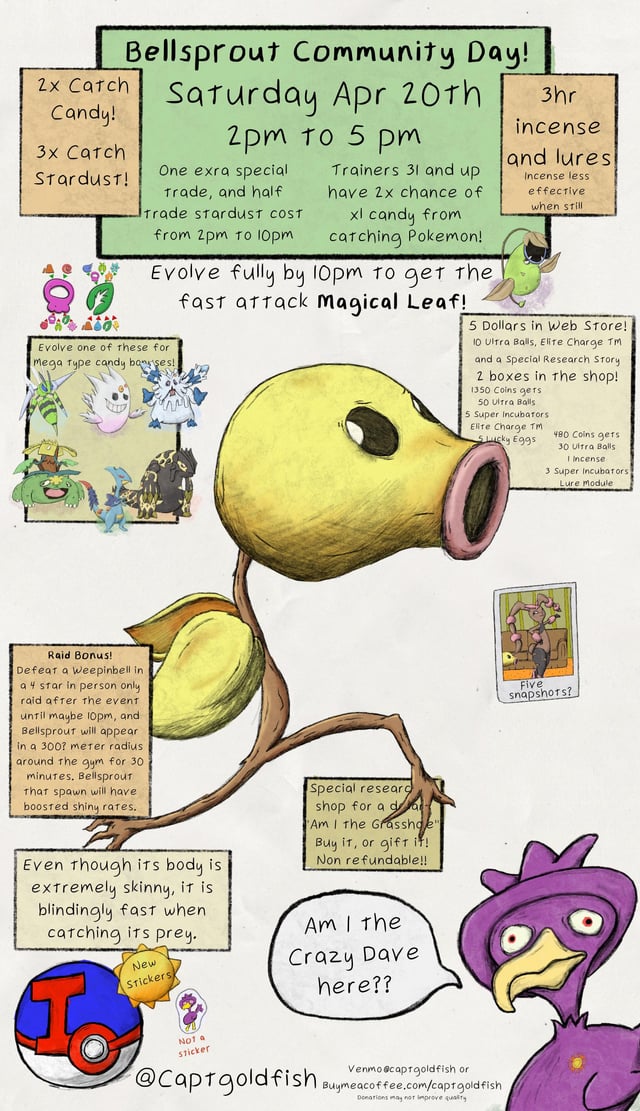 Bellsprout Community Day!
Saturday Apr 20th
2pm to 5 pm
One exra special
trade, and half
trade stardust cost
from 2pm to 10pm
Trainers 31 and up
have 2x chance of
xl candy from
catching Pokemon!
2x Catch
Candy!
3x Catch
Stardust!
3hr
incense
and lures
Incense less
effective
when still
Evolve fully by 10pm to get the
fast attack Magical Leaf!
Evolve one of these for
mega type candy bonuses!
5 Dollars in Web Store!
10 Ultra Balls, Elite Charge TM
and a Special Research Story
2 boxes in the shop!
1350 Coins gets
50 Ultra Balls
5 Super Incubators
Elite Charge TM
5 Lucky Eggs
480 Coins gets
30 Ultra Balls
1 Incense
3 Super Incubators
Lure Module
Five
snapshots?
Raid Bonus!
Defeat a Weepinbell in
a 4 star in person only
raid after the event
until maybe 10pm, and
Bellsprout will appear
in a 300? meter radius
around the gym for 30
minutes. Bellsprout
that spawn will have
boosted shiny rates.
Special researc
shop for a dollar.
"Am I the Grasshole"
Buy it, or gift it!
Non refundable!!
Even though its body is
extremely skinny, it is
blindingly fast when
catching its prey.
Am I the
Crazy Dave
here??
New
Stickers
I
Not a
sticker
@Captgoldfish
Venmo@captgoldfish or
Buymeacoffee.com/captgoldfish
Donations may not improve quality